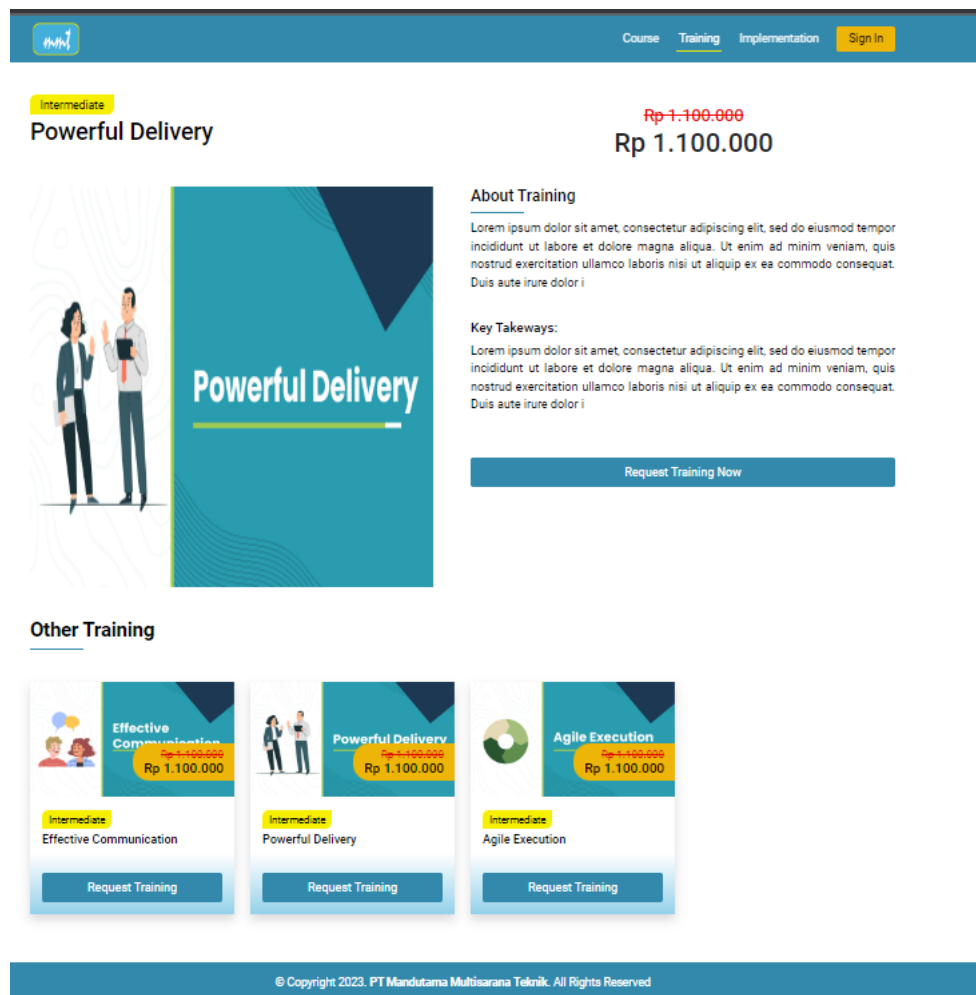 mmt
Course Training Implementation Sign In
Intermediate
Powerful Delivery
Rp 1.100.000
Rp 1.100.000
Powerful Delivery
About Training
Lorem ipsum dolor sit amet, consectetur adipiscing elit, sed do eiusmod tempor
incididunt ut labore et dolore magna aliqua. Ut enim ad minim veniam, quis
nostrud exercitation ullamco laboris nisi ut aliquip ex ea commodo consequat.
Duis aute irure dolor i
Key Takeways:
Lorem ipsum dolor sit amet, consectetur adipiscing elit, sed do eiusmod tempor
incididunt ut labore et dolore magna aliqua. Ut enim ad minim veniam, quis
nostrud exercitation ullamco laboris nisi ut aliquip ex ea commodo consequat.
Duis aute irure dolor i
Request Training Now
Other Training
Effective
Communication
Rp 1.100.000
Rp 1.100.000
Intermediate
Effective Communication
Request Training
Powerful Delivery
Rp 1.100.000
Rp 1.100.000
Intermediate
Powerful Delivery
Request Training
Agile Execution
Rp 1.100.000
Rp 1.100.000
Intermediate
Agile Execution
Request Training
© Copyright 2023. PT Mandutama Multisarana Teknik. All Rights Reserved